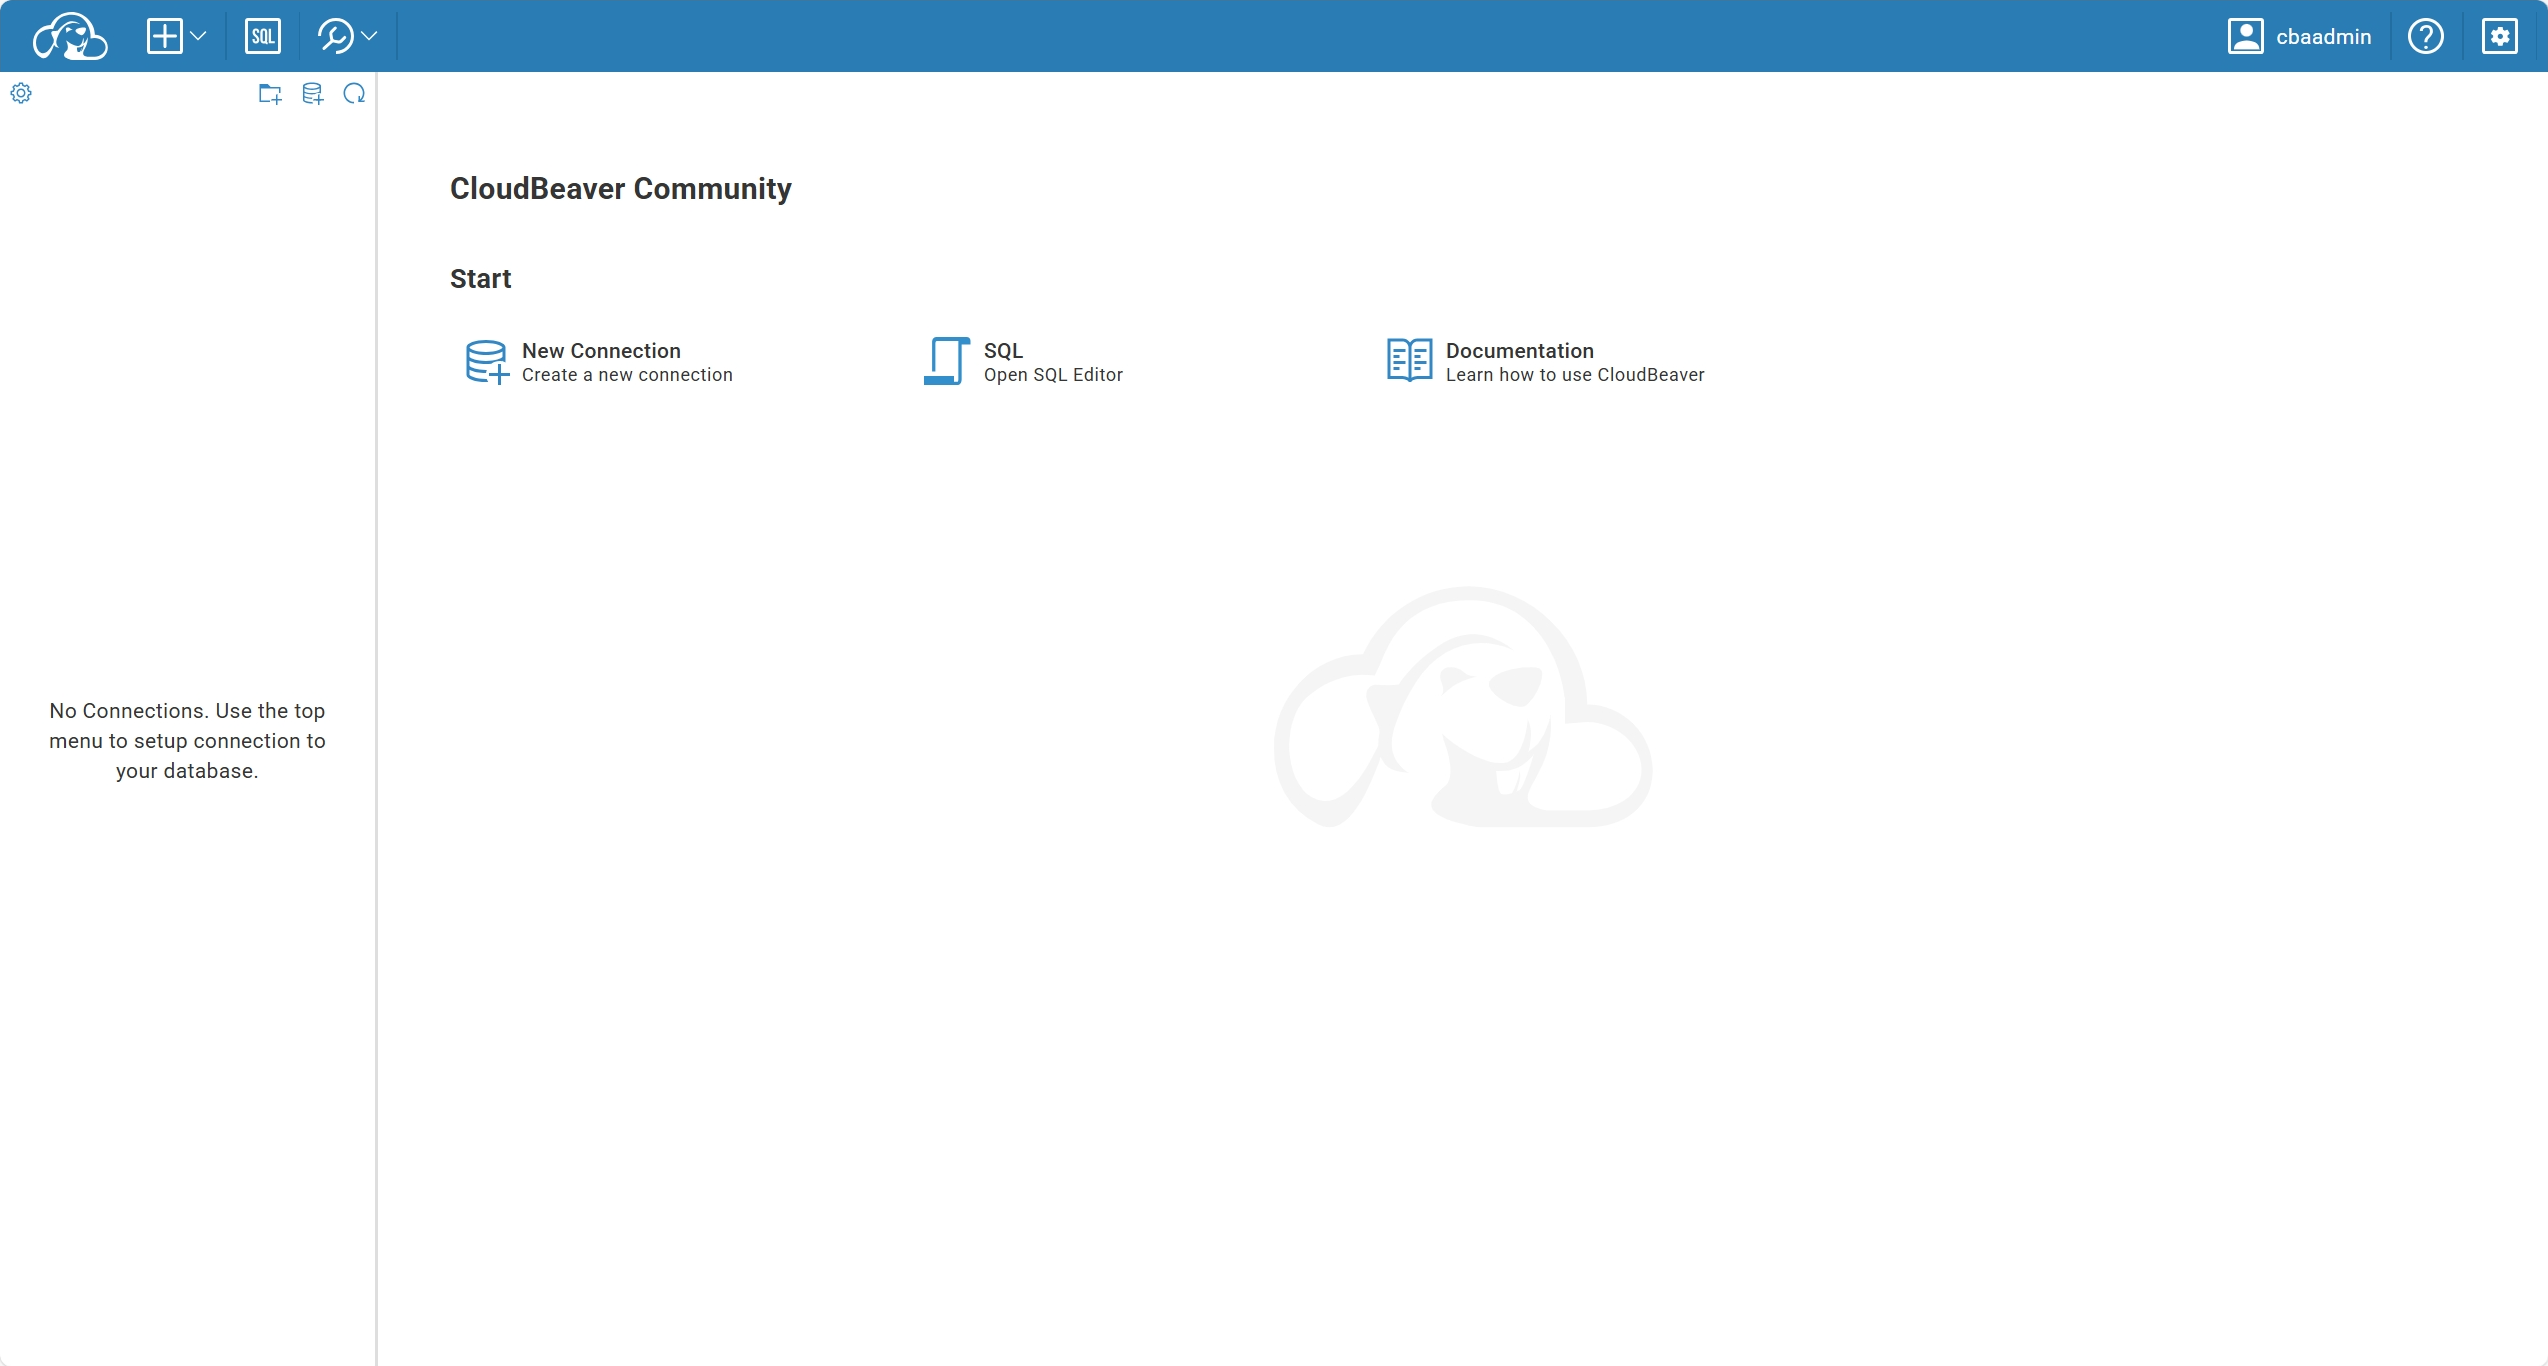 SQL
cbaadmin
CloudBeaver Community
Start
New Connection
Create a new connection
SQL
Open SQL Editor
Documentation
Learn how to use CloudBeaver
No Connections. Use the top
menu to setup connection to
your database.